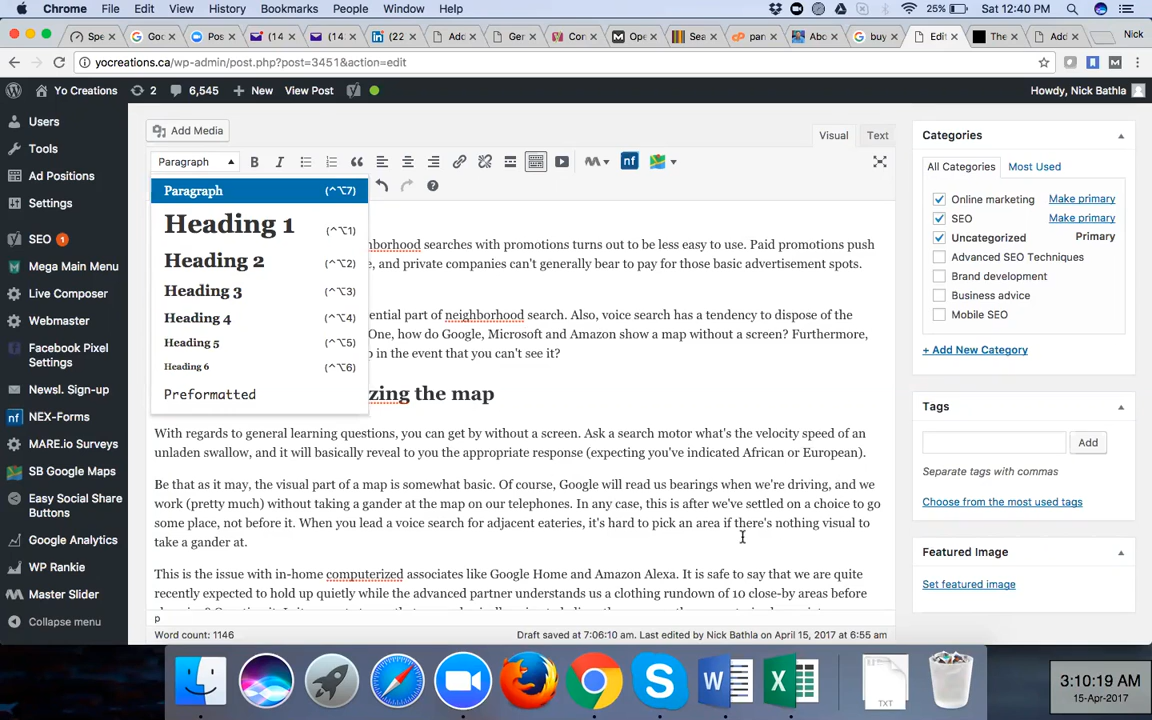 Chrome File Edit View History Bookmarks People Window Help 25% Sat 12:40 PM
Spe Goo Pos (14 (14 (22 Add Ger Cor Ope Sea pan Abo buy Edit The Add Nick
yocreations.ca/wp-admin/post.php?post=3451&action=edit
Yo Creations 2 6,545 New View Post Howdy, Nick Bathla
Users
Tools
Ad Positions
Settings
SEO 1
Mega Main Menu
Live Composer
Webmaster
Facebook Pixel
Settings
Newsl. Sign-up
NEX-Forms
MARE.io Surveys
SB Google Maps
Easy Social Share
Buttons
Google Analytics
WP Rankie
Master Slider
Collapse menu
Add Media
Visual Text
Paragraph B I nf
Paragraph (^⌥7)
Heading 1 (^⌥1)
Heading 2 (^⌥2)
Heading 3 (^⌥3)
Heading 4 (^⌥4)
Heading 5 (^⌥5)
Heading 6 (^⌥6)
Preformatted
searches with promotions turns out to be less easy to use. Paid promotions push
and private companies can't generally bear to pay for those basic advertisement spots.
part of neighborhood search. Also, voice search has a tendency to dispose of the
One, how do Google, Microsoft and Amazon show a map without a screen? Furthermore,
in the event that you can't see it?
the map
With regards to general learning questions, you can get by without a screen. Ask a search motor what's the velocity speed of an
unladen swallow, and it will basically reveal to you the appropriate response (expecting you've indicated African or European).
Be that as it may, the visual part of a map is somewhat basic. Of course, Google will read us bearings when we're driving, and we
work (pretty much) without taking a gander at the map on our telephones. In any case, this is after we've settled on a choice to go
some place, not before it. When you lead a voice search for adjacent eateries, it's hard to pick an area if there's nothing visual to
take a gander at.
This is the issue with in-home computerized associates like Google Home and Amazon Alexa. It is safe to say that we are quite
recently expected to hold up quietly while the advanced partner understands us a clothing rundown of 10 close-by areas before
p
Word count: 1146 Draft saved at 7:06:10 am. Last edited by Nick Bathla on April 15, 2017 at 6:55 am
Categories
All Categories Most Used
Online marketing Make primary
SEO Make primary
Uncategorized Primary
Advanced SEO Techniques
Business advice
Brand development
Mobile SEO
+ Add New Category
Tags
Add
Separate tags with commas
Choose from the most used tags
Featured Image
Set featured image
TXT
3:10:19 AM
15-Apr-2017